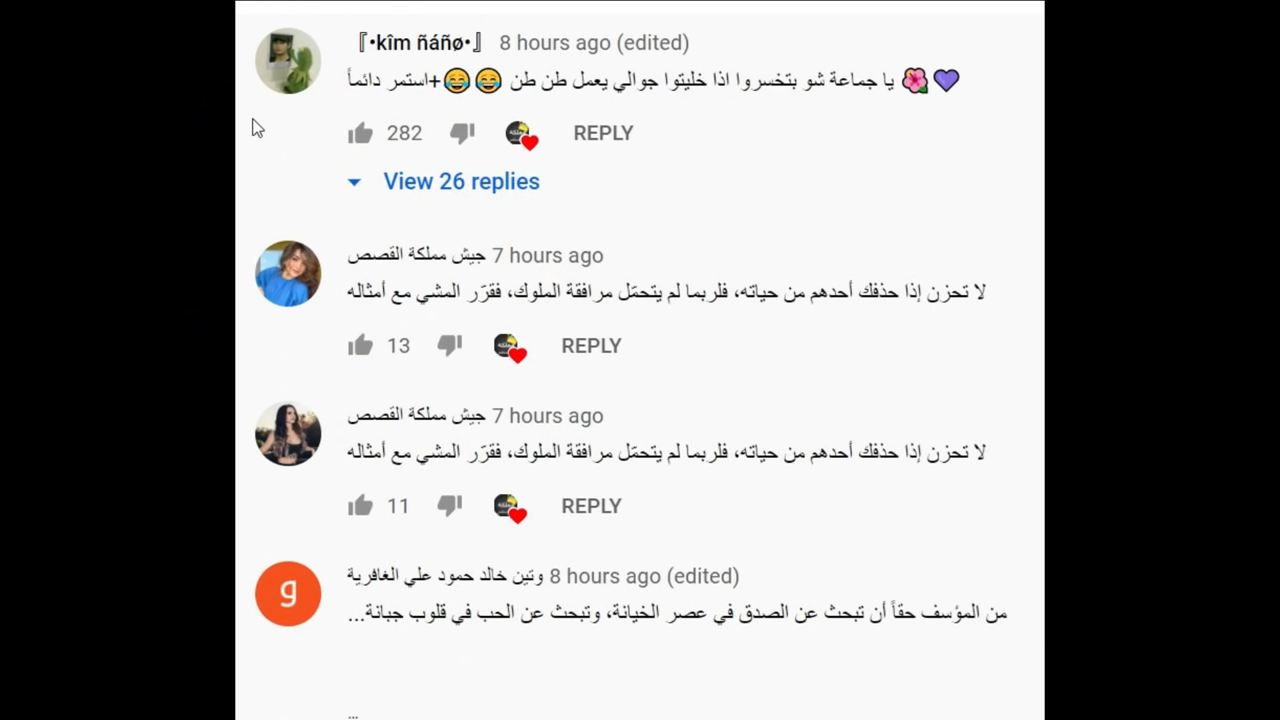 『•kîm ñáñø•』 8 hours ago (edited)
يا جماعة شو بتخسروا اذا خليتوا جوالي يعمل طن طن 😂😂+استمر دائماً 🌺💜
282 REPLY
View 26 replies
جيش مملكة القصص 7 hours ago
لا تحزن إذا حذفك أحدهم من حياته، فلربما لم يتحمّل مرافقة الملوك، فقرّر المشي مع أمثاله
13 REPLY
جيش مملكة القصص 7 hours ago
لا تحزن إذا حذفك أحدهم من حياته، فلربما لم يتحمّل مرافقة الملوك، فقرّر المشي مع أمثاله
11 REPLY
g
وتين خالد حمود علي الغافرية 8 hours ago (edited)
من المؤسف حقاً أن تبحث عن الصدق في عصر الخيانة، وتبحث عن الحب في قلوب جبانة...
...